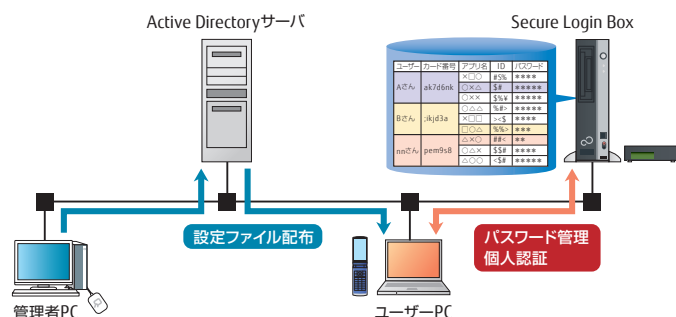 Active Directoryサーバ
Secure Login Box
ユーザー カード番号 アプリ名 ID パスワード
Aさん ak7d6nk ×□○ #$% ****
○×△ $# *****
○×× $%¥ *****
Bさん ;ikjd3a ○△△ %#> *****
×□□ ><$ ****
□○△ %%> ***
nnさん pem9s8 △×○ ##< **
○△× $$# ****
△○○ <$# *****
設定ファイル配布
パスワード管理
個人認証
管理者PC
ユーザーPC